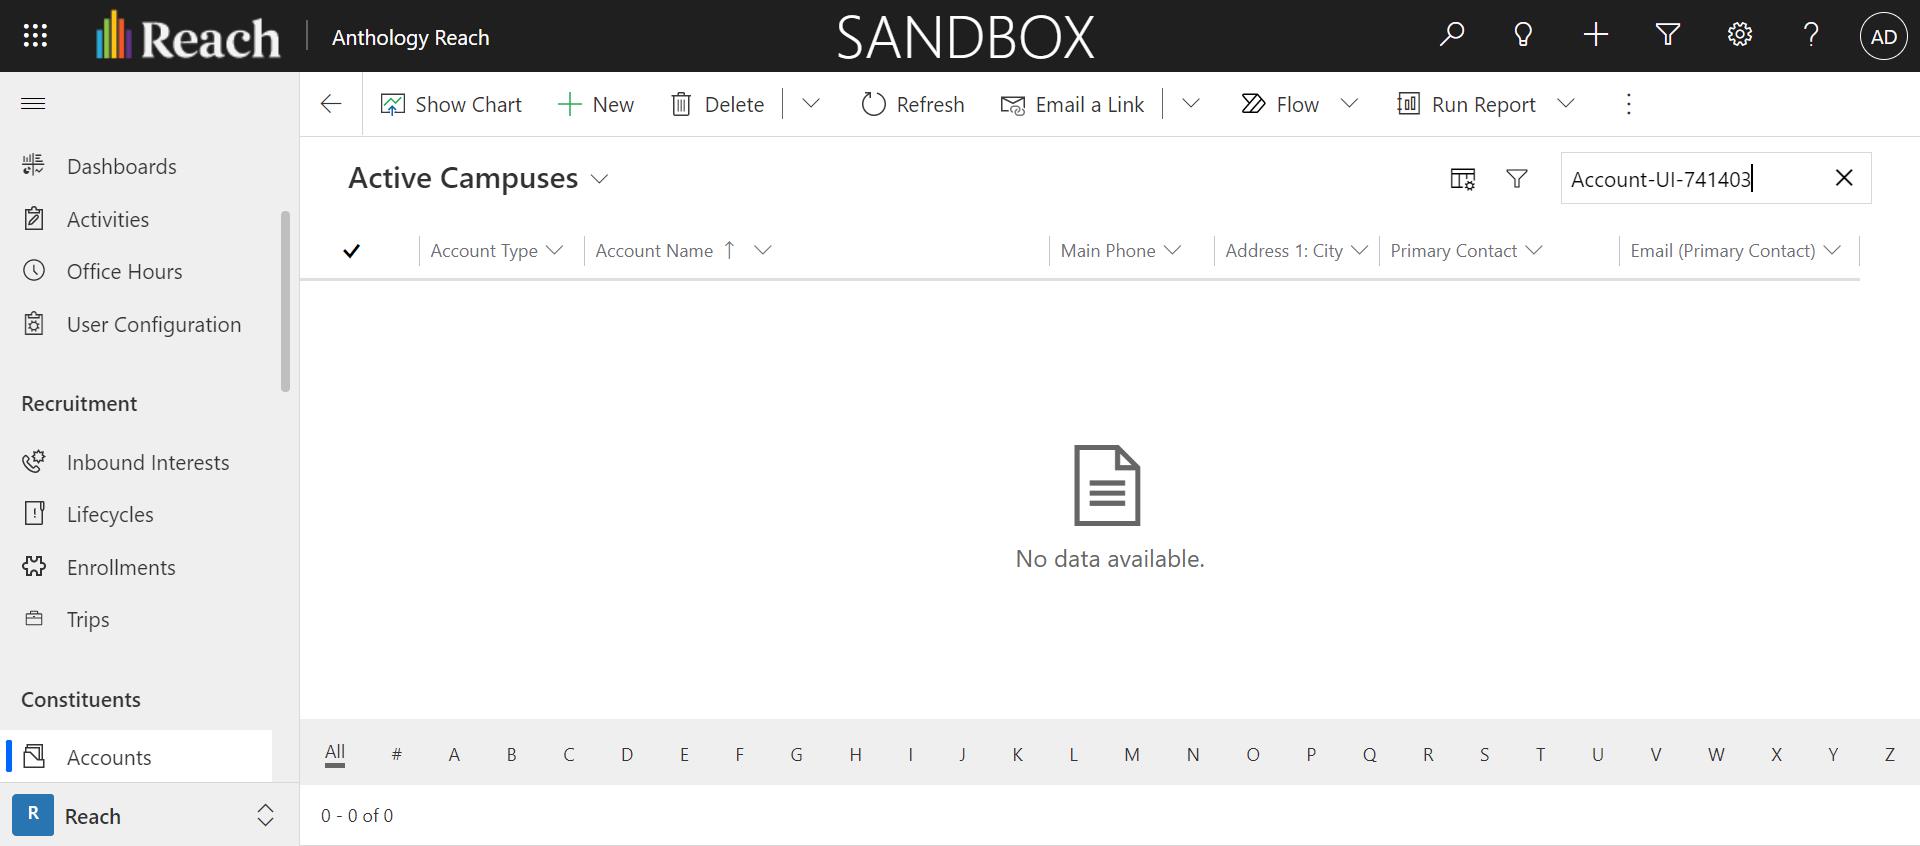 Reach
Anthology Reach
SANDBOX
AD
Show Chart
New
Delete
Refresh
Email a Link
Flow
Run Report
Dashboards
Activities
Office Hours
User Configuration
Recruitment
Inbound Interests
Lifecycles
Enrollments
Trips
Constituents
Accounts
R Reach
Active Campuses
Account-UI-741403
Account Type
Account Name
Main Phone
Address 1: City
Primary Contact
Email (Primary Contact)
No data available.
All # A B C D E F G H I J K L M N O P Q R S T U V W X Y Z
0 - 0 of 0